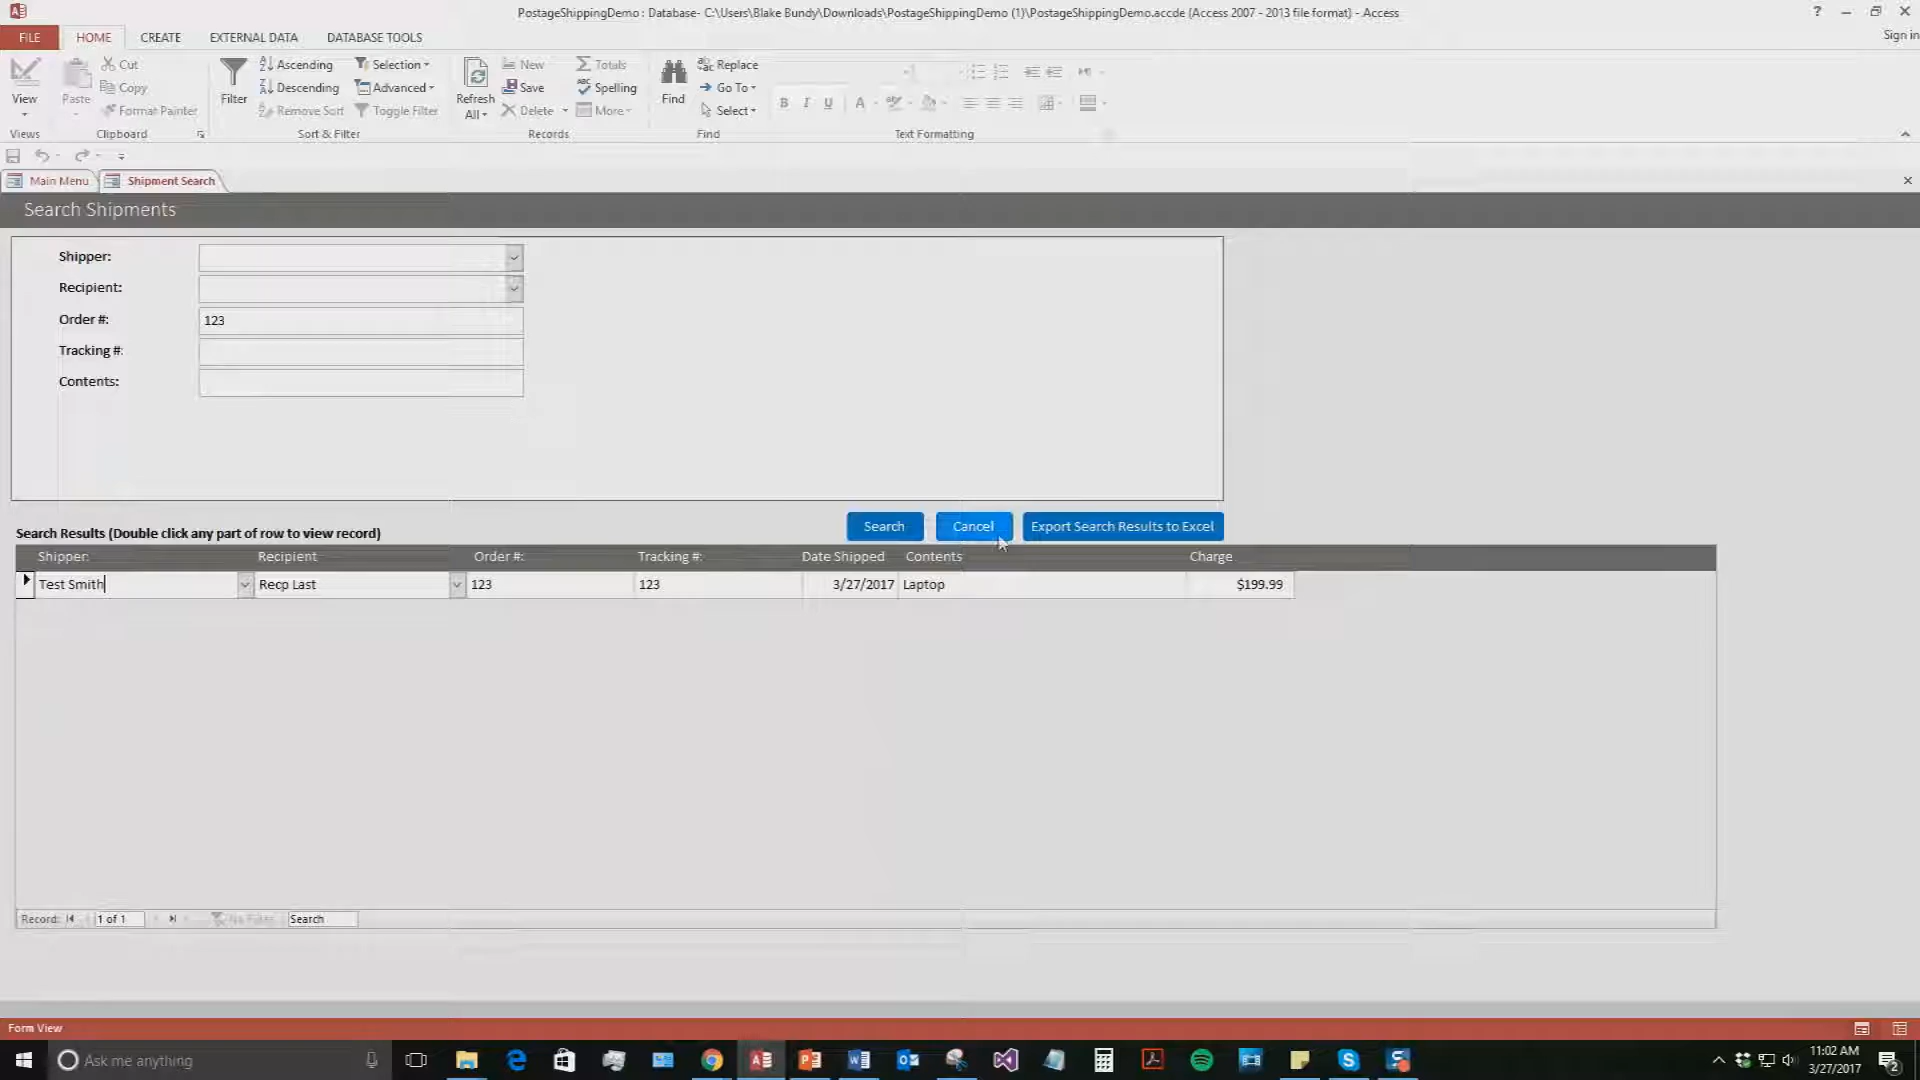 PostageShippingDemo : Database- C:\Users\Blake Bundy\Downloads\PostageShippingDemo (1)\PostageShippingDemo.accde (Access 2007 - 2013 file format) - Access
FILE HOME CREATE EXTERNAL DATA DATABASE TOOLS Sign in
View Paste Cut Copy Format Painter Filter Ascending Descending Remove Sort Selection Advanced Toggle Filter Refresh All New Save Delete Totals Spelling More Find Replace Go To Select
Views Clipboard Sort & Filter Records Find Text Formatting
Main Menu Shipment Search
Search Shipments
Shipper:
Recipient:
Order #: 123
Tracking #:
Contents:
Search Cancel Export Search Results to Excel
Search Results (Double click any part of row to view record)
Shipper: Recipient Order #: Tracking #: Date Shipped Contents Charge
Test Smith Recp Last 123 123 3/27/2017 Laptop $199.99
Record: 1 of 1 No Filter Search
Form View
Ask me anything 11:02 AM
3/27/2017